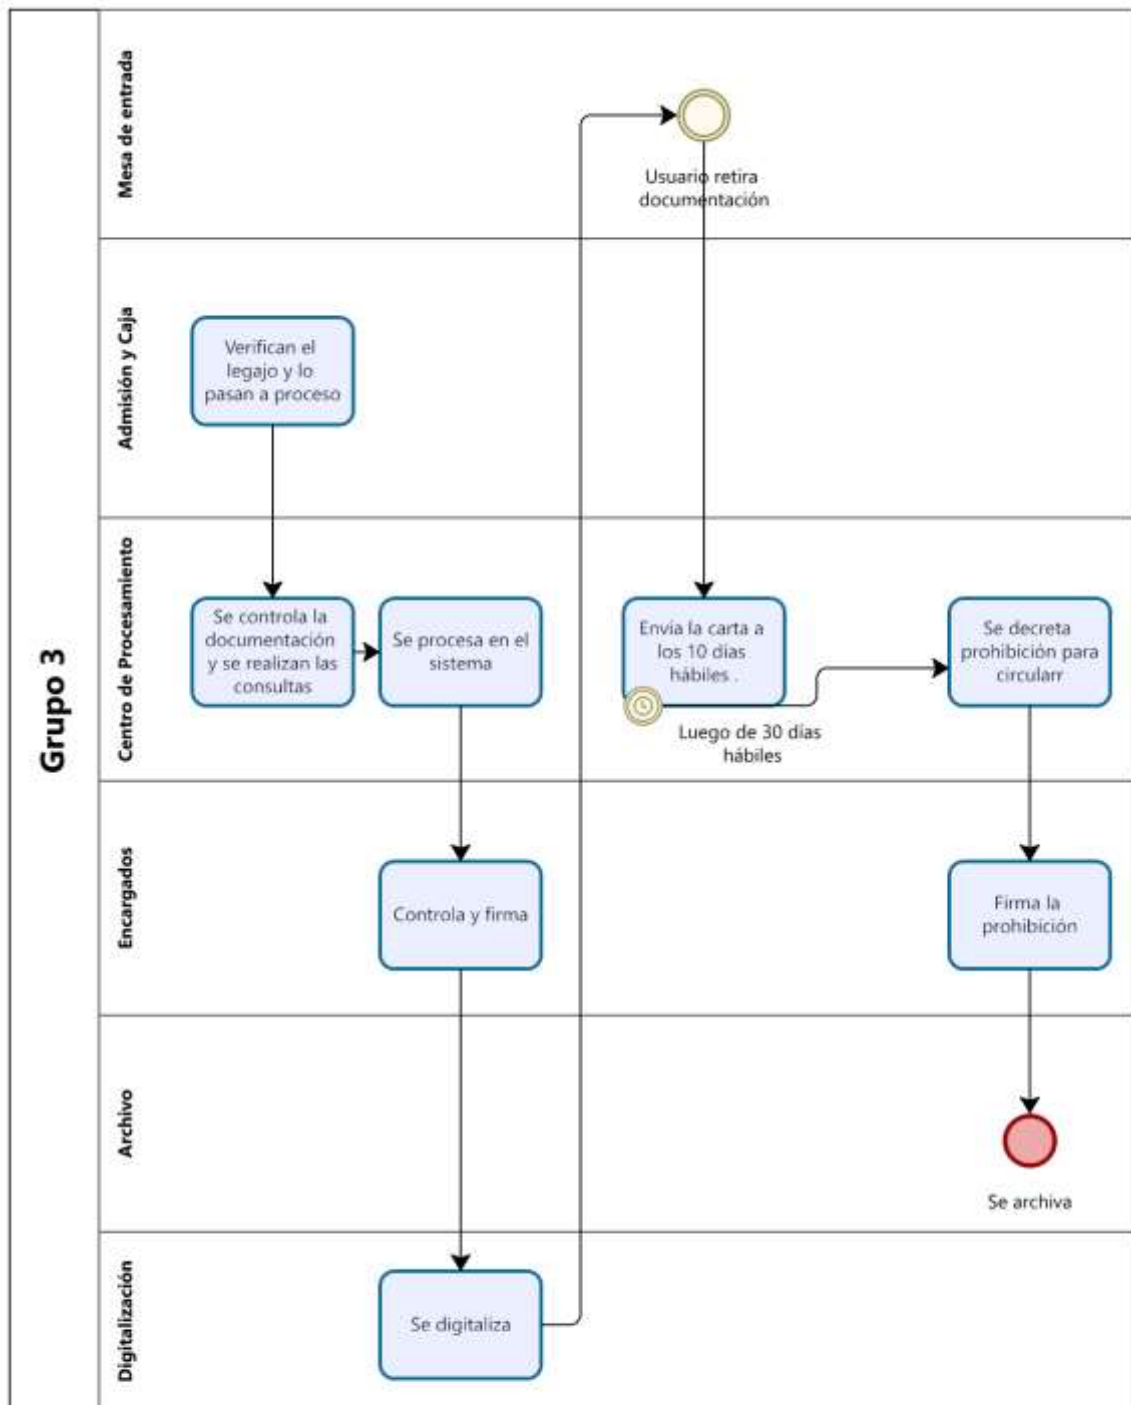 Grupo 3
Mesa de entrada
Usuario retira
documentación
Admisión y Caja
Verifican el
legajo y lo
pasan a proceso
Centro de Procesamiento
Se controla la
documentación
y se realizan las
consultas
Se procesa en el
sistema
Envía la carta a
los 10 días
hábiles .
Luego de 30 días
hábiles
Se decreta
prohibición para
circularr
Encargados
Controla y firma
Firma la
prohibición
Archivo
Se archiva
Digitalización
Se digitaliza